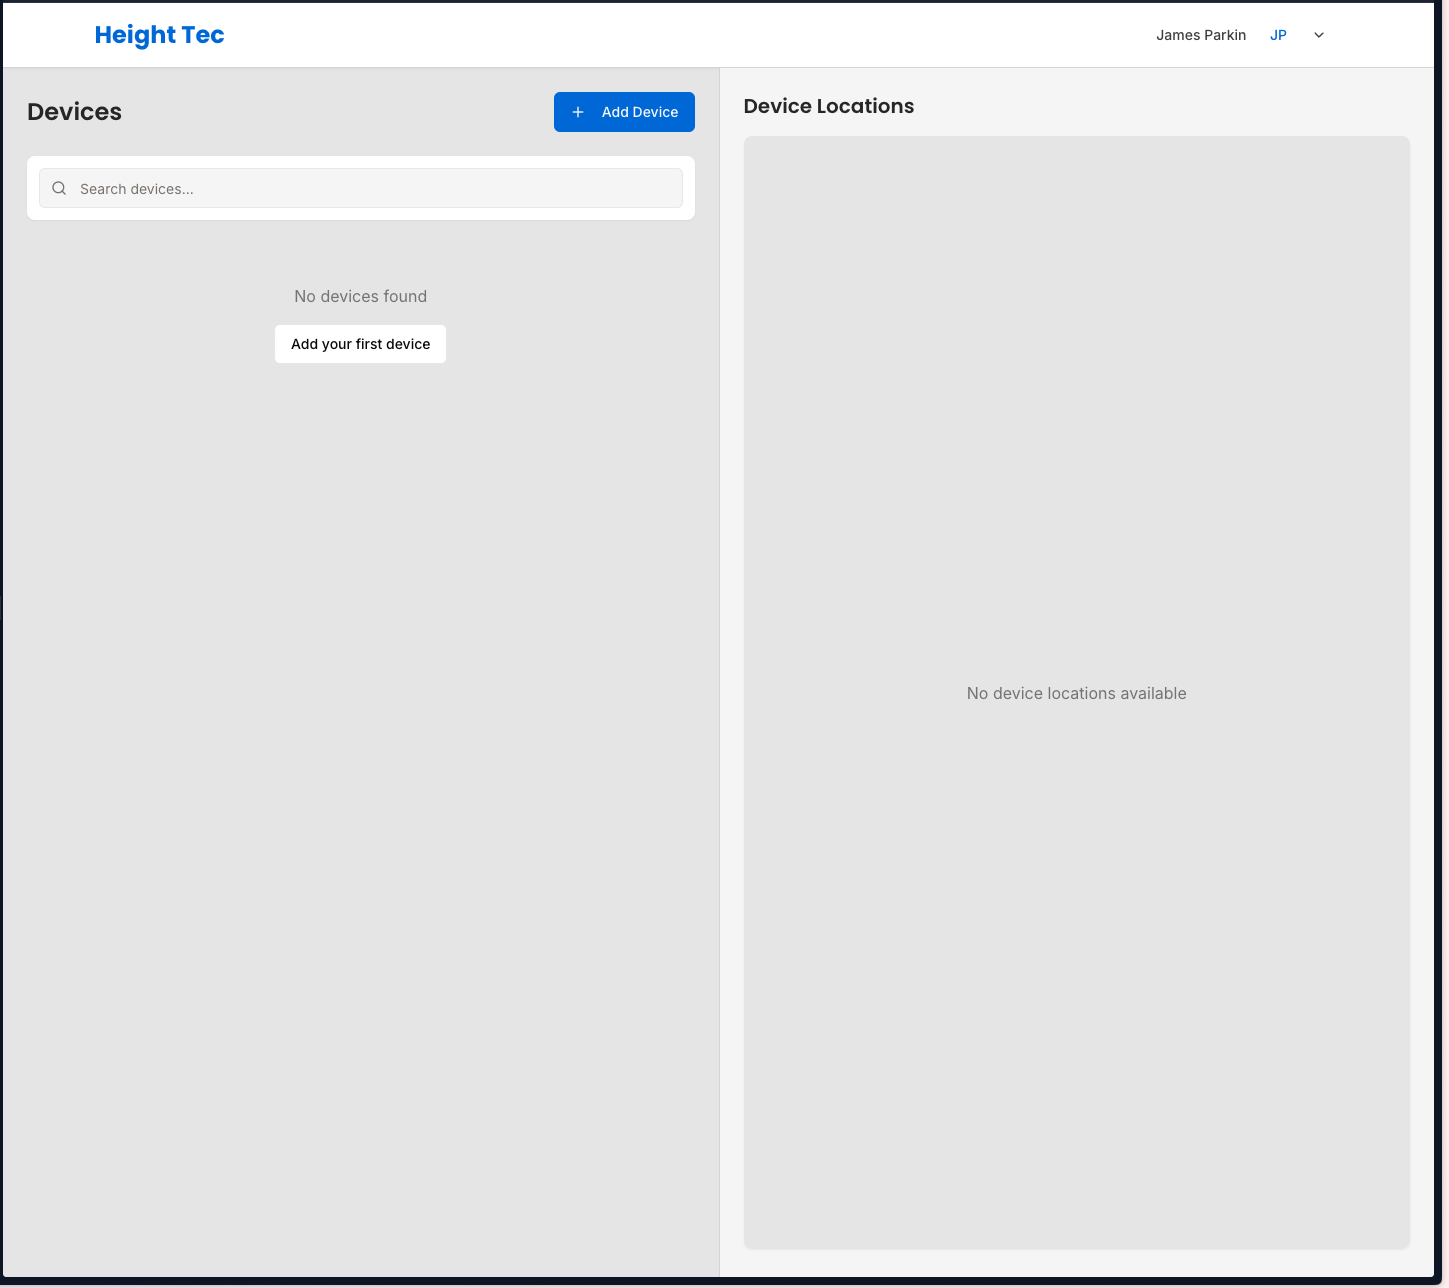 Height Tec
James Parkin
JP
Devices
Add Device
Search devices...
No devices found
Add your first device
Device Locations
No device locations available